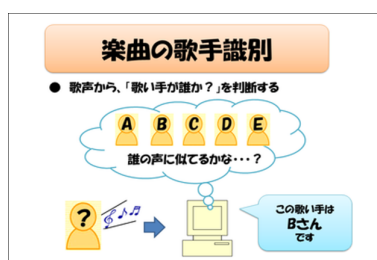 楽曲の歌手識別
● 歌声から、「歌い手が誰か？」を判断する
A B C D E
誰の声に似てるかな・・・？
?
この歌い手は
Bさん
です